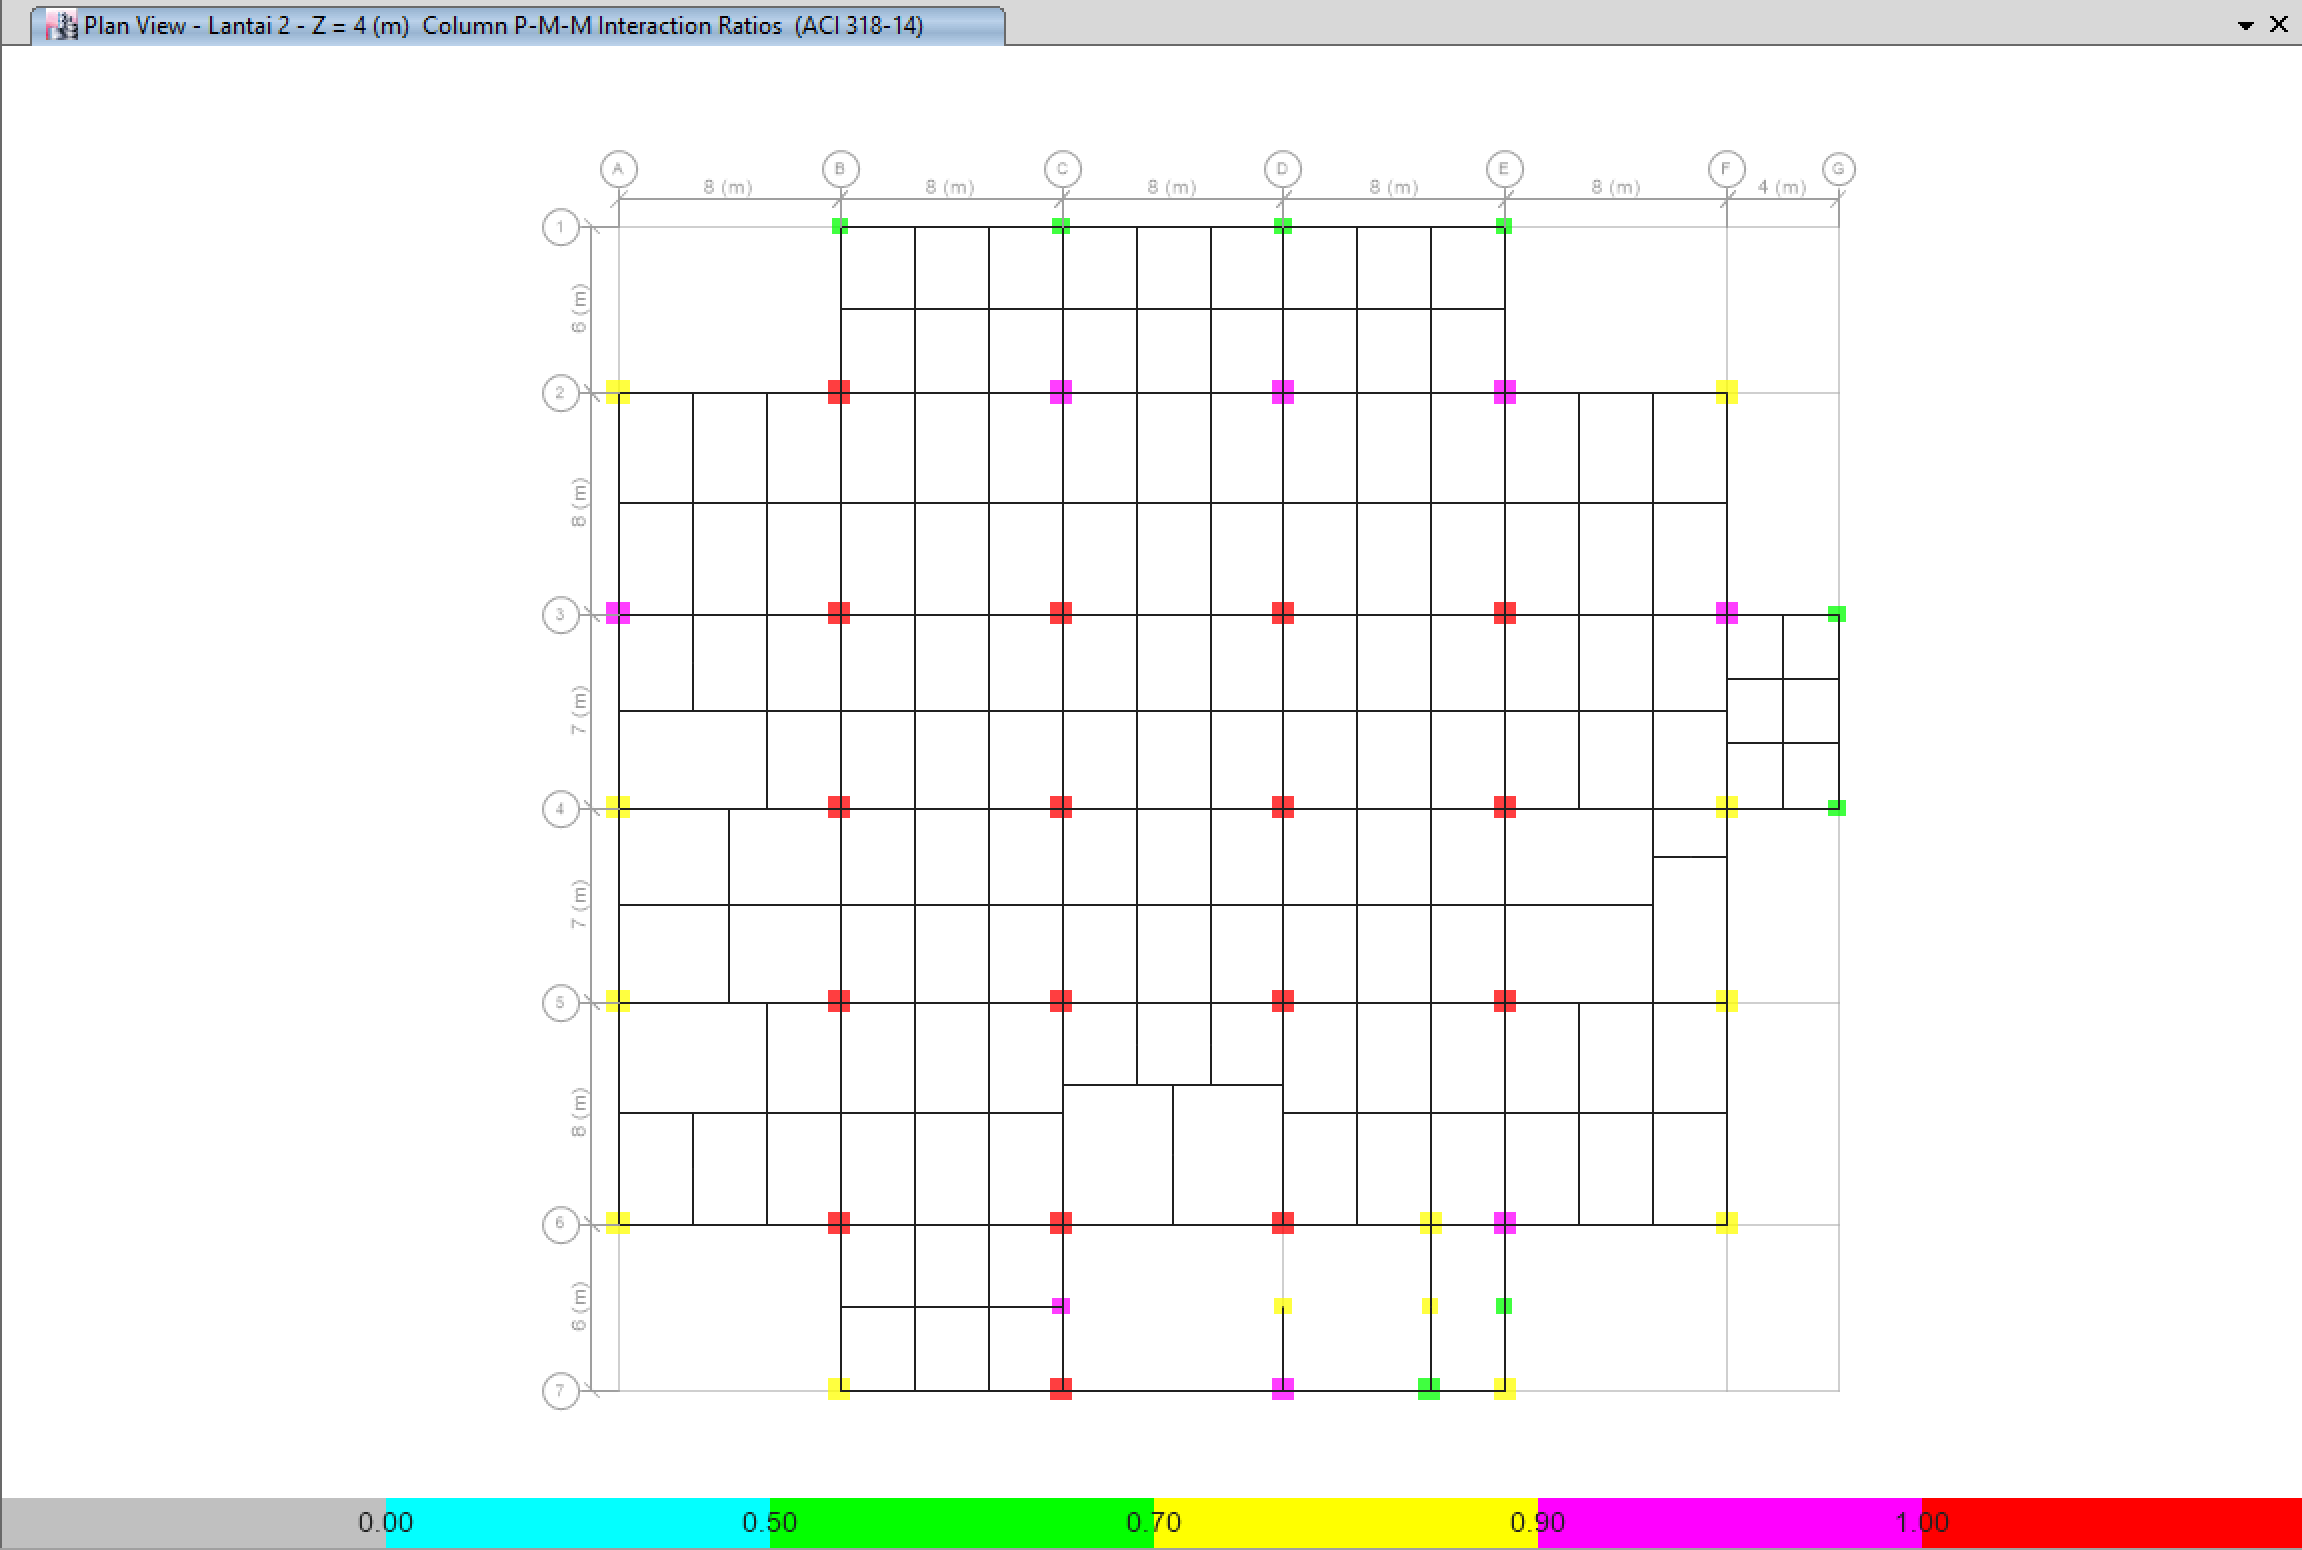 Plan View - Lantai 2 - Z = 4 (m) Column P-M-M Interaction Ratios (ACI 318-14)
A B C D E F G
8 (m) 8 (m) 8 (m) 8 (m) 8 (m) 4 (m)
1
6 (m)
2
8 (m)
3
7 (m)
4
7 (m)
5
8 (m)
6
6 (m)
7
0.00 0.50 0.70 0.90 1.00